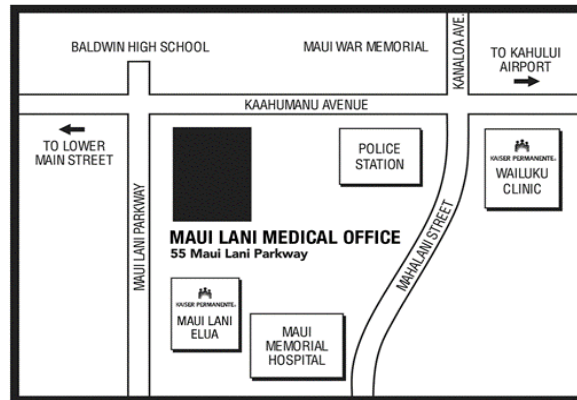 BALDWIN HIGH SCHOOL
MAUI WAR MEMORIAL
KANALOA AVE.
TO KAHULUI
AIRPORT
KAAHUMANU AVENUE
TO LOWER
MAIN STREET
MAUI LANI PARKWAY
POLICE
STATION
KAISER PERMANENTE®
WAILUKU
CLINIC
MAUI LANI MEDICAL OFFICE
55 Maui Lani Parkway
MAHALANI STREET
KAISER PERMANENTE®
MAUI LANI
ELUA
MAUI
MEMORIAL
HOSPITAL